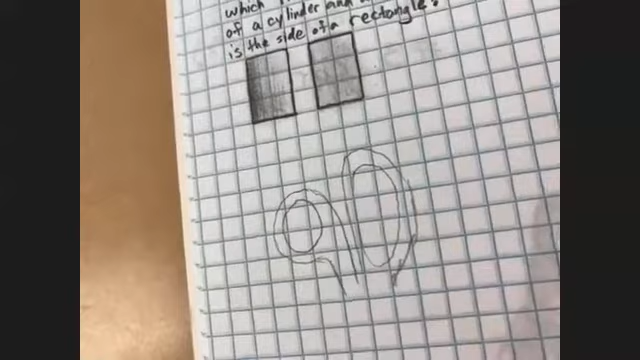 which
of a cylinder and
is the side of a rectangle?